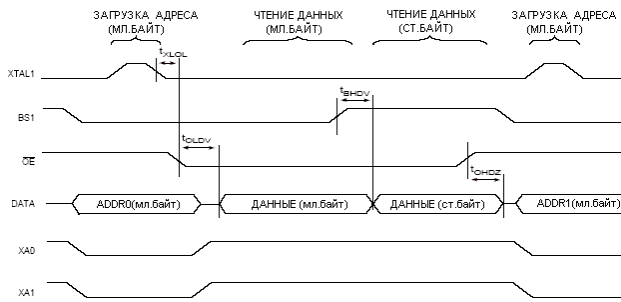 ЗАГРУЗКА АДРЕСА
(МЛ.БАЙТ)
ЧТЕНИЕ ДАННЫХ
(МЛ.БАЙТ)
ЧТЕНИЕ ДАННЫХ
(СТ.БАЙТ)
ЗАГРУЗКА АДРЕСА
(МЛ.БАЙТ)
tXLOL
XTAL1
tBHDV
BS1
tOLDV
OE
tOHDZ
DATA
ADDR0(мл.байт)
ДАННЫЕ (мл.байт)
ДАННЫЕ (ст.байт)
ADDR1(мл.байт)
XA0
XA1